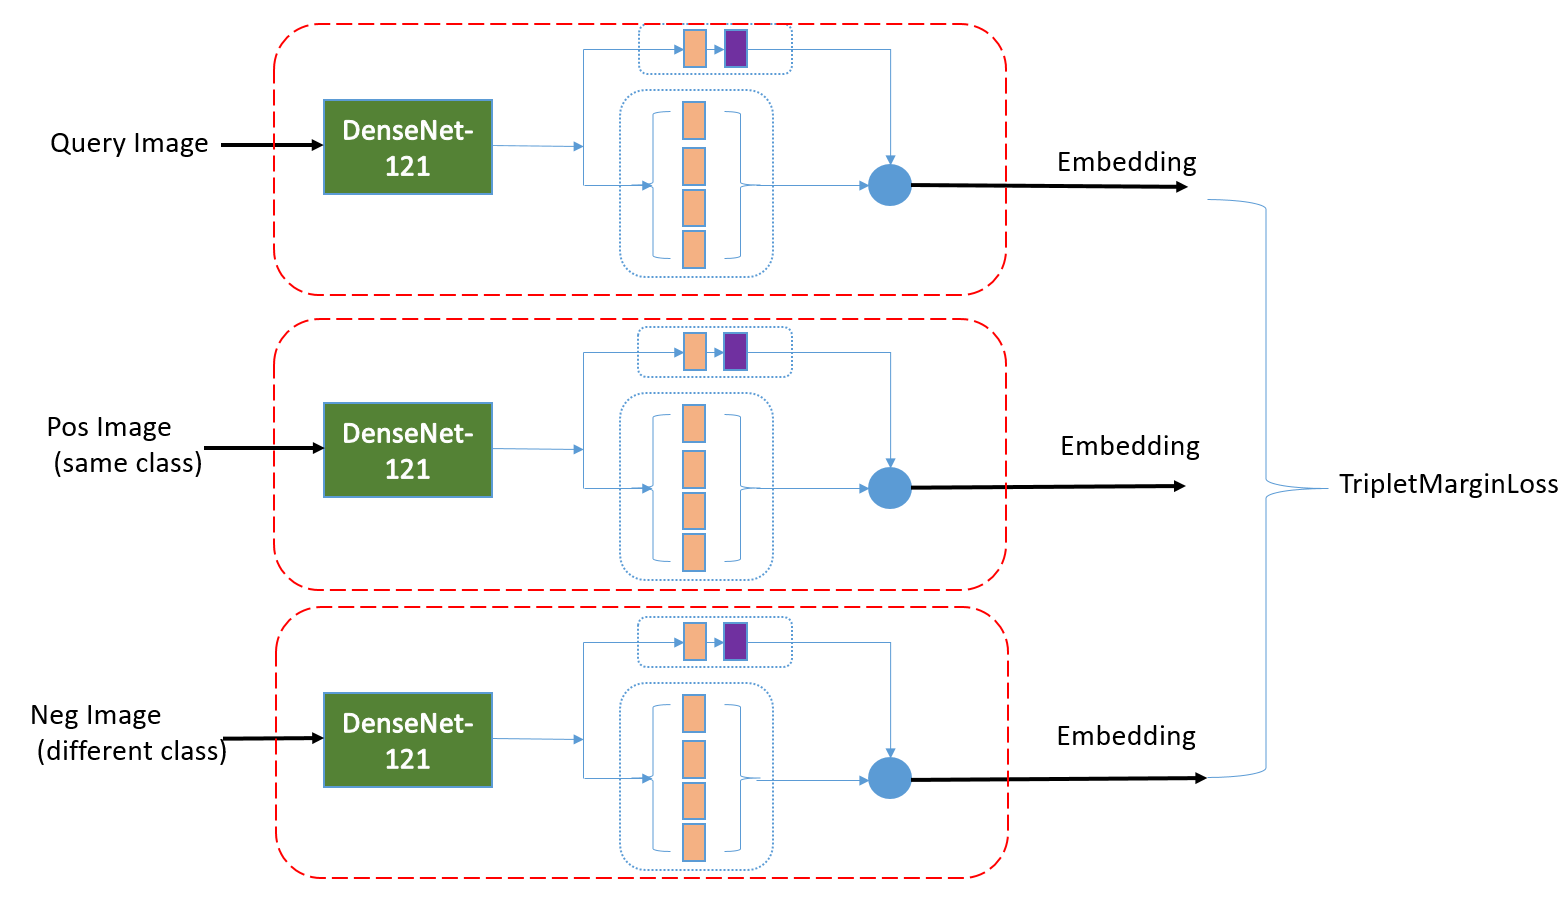 Query Image
DenseNet-
121
Embedding
Pos Image
(same class)
DenseNet-
121
Embedding
TripletMarginLoss
Neg Image
(different class)
DenseNet-
121
Embedding